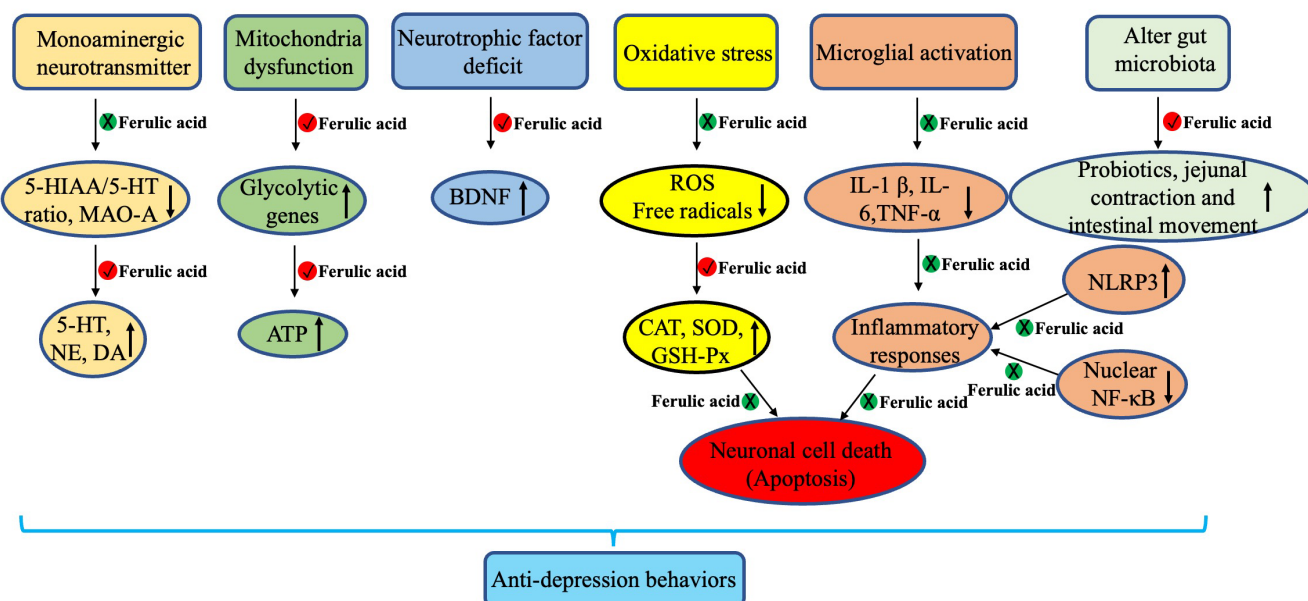 Monoaminergic
neurotransmitter
Mitochondria
dysfunction
Neurotrophic factor
deficit
Oxidative stress
Microglial activation
Alter gut
microbiota
Ferulic acid
Ferulic acid
Ferulic acid
Ferulic acid
Ferulic acid
Ferulic acid
5-HIAA/5-HT
ratio, MAO-A
Glycolytic
genes
BDNF
ROS
Free radicals
IL-1 β, IL-
6,TNF-α
Probiotics, jejunal
contraction and
intestinal movement
Ferulic acid
Ferulic acid
Ferulic acid
Ferulic acid
NLRP3
5-HT,
NE, DA
ATP
CAT, SOD,
GSH-Px
Inflammatory
responses
Ferulic acid
Nuclear
NF-κB
Ferulic acid
Ferulic acid
Ferulic acid
Neuronal cell death
(Apoptosis)
Anti-depression behaviors